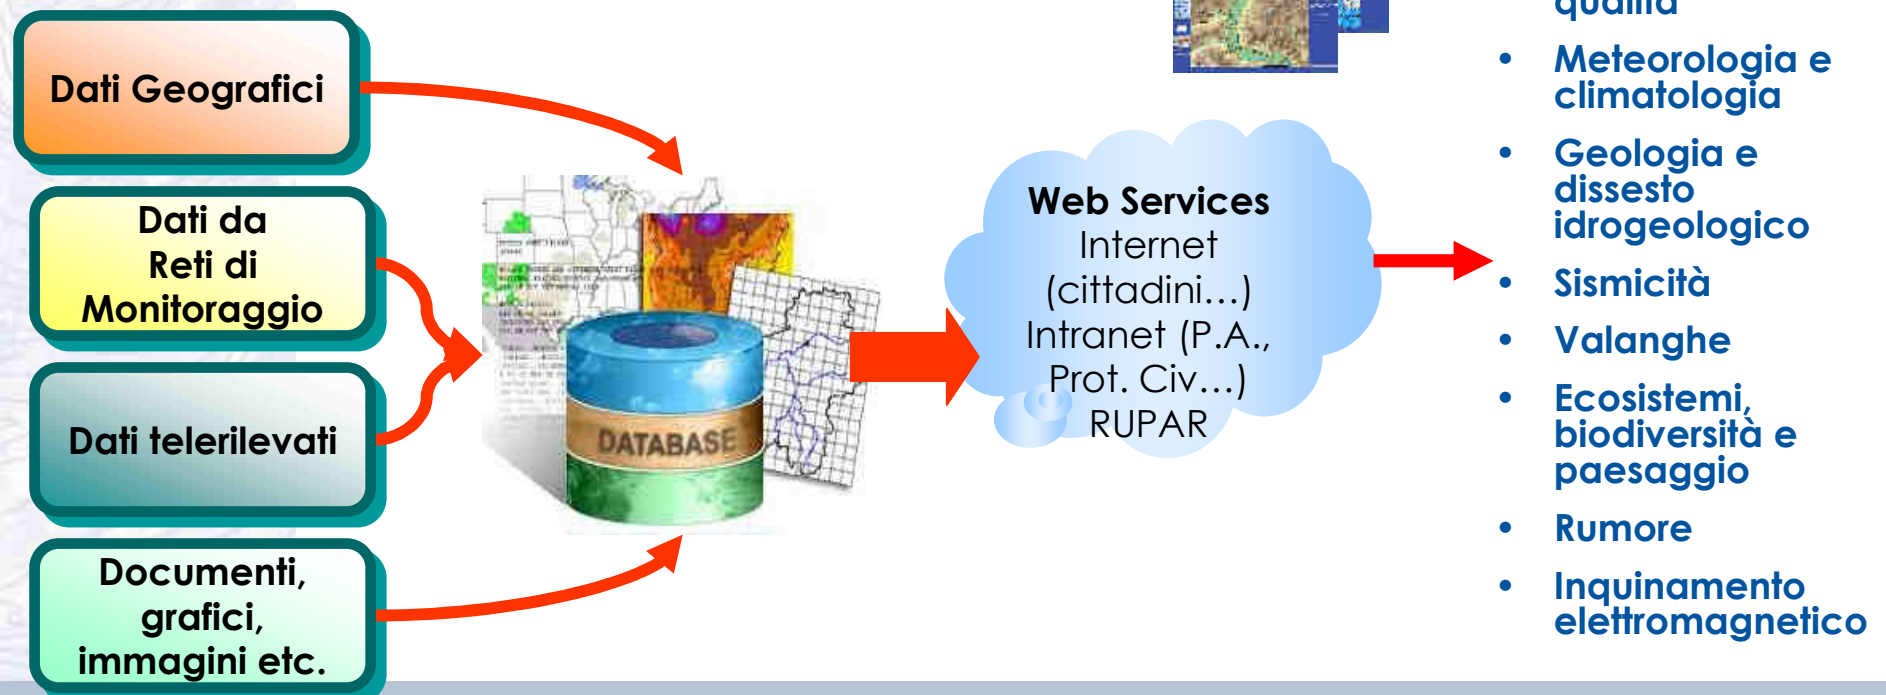 Dati Geografici
Dati da
Reti di
Monitoraggio
Dati telerilevati
Documenti,
grafici,
immagini etc.
DATABASE
Web Services
Internet
(cittadini…)
Intranet (P.A.,
Prot. Civ…)
RUPAR
qualità
• Meteorologia e
climatologia
• Geologia e
dissesto
idrogeologico
• Sismicità
• Valanghe
• Ecosistemi,
biodiversità e
paesaggio
• Rumore
• Inquinamento
elettromagnetico